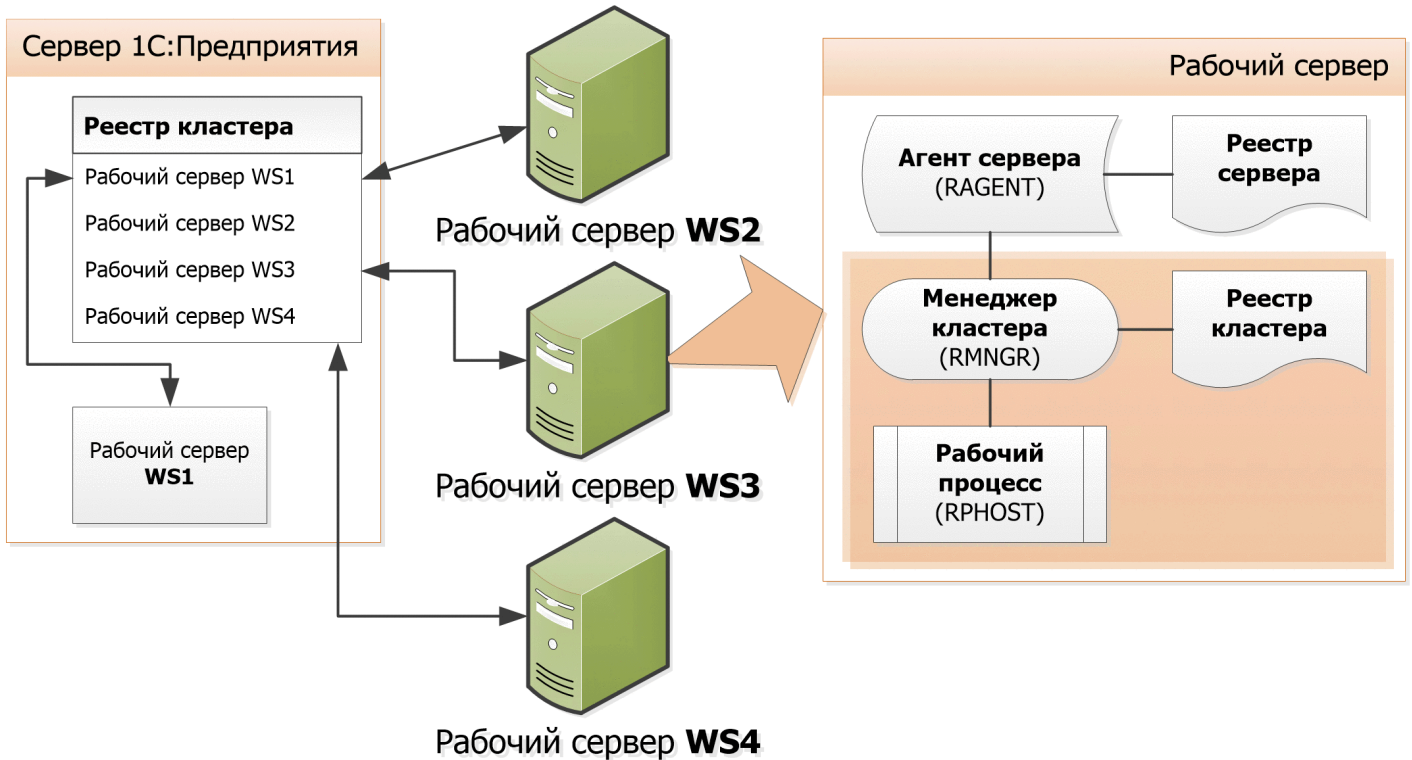 Сервер 1С:Предприятия
Реестр кластера
Рабочий сервер WS1
Рабочий сервер WS2
Рабочий сервер WS3
Рабочий сервер WS4
Рабочий сервер
WS1
Рабочий сервер WS2
Рабочий сервер WS3
Рабочий сервер WS4
Рабочий сервер
Агент сервера
(RAGENT)
Реестр
сервера
Менеджер
кластера
(RMNGR)
Реестр
кластера
Рабочий
процесс
(RPHOST)